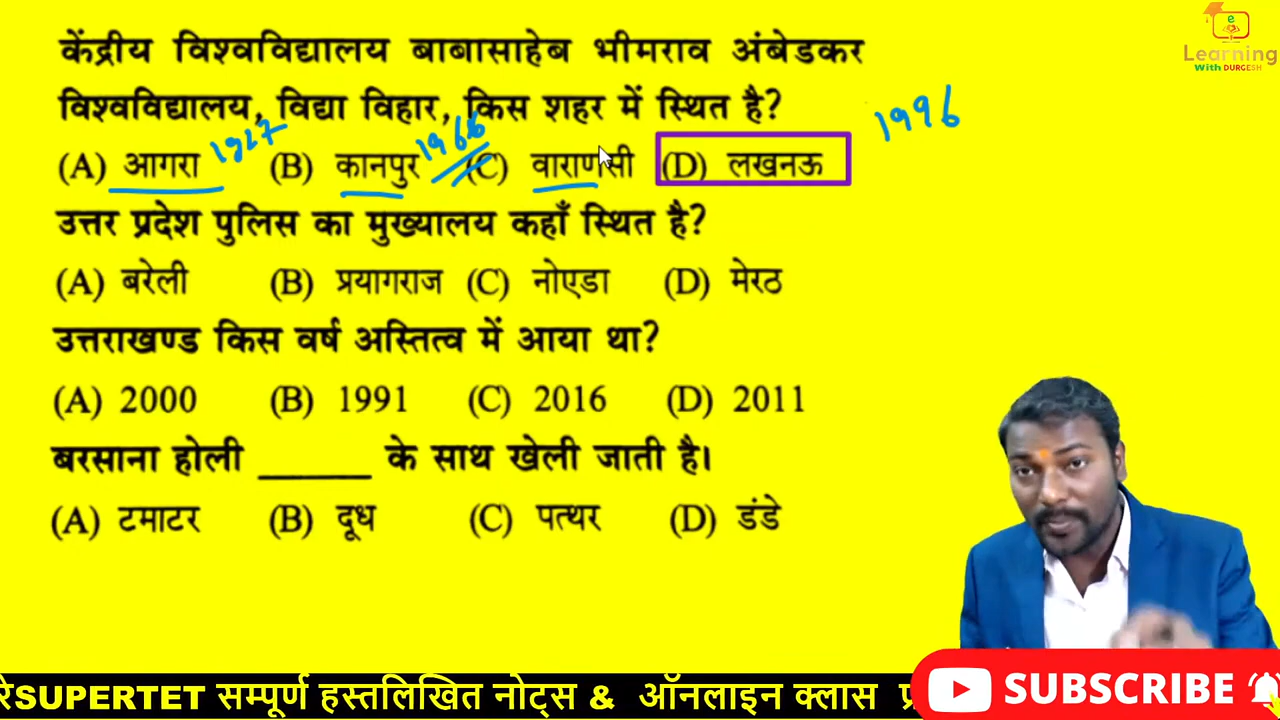 e
Learning
With DURGESH
केंद्रीय विश्वविद्यालय बाबासाहेब भीमराव अंबेडकर
विश्वविद्यालय, विद्या विहार, किस शहर में स्थित है?
1996
1927 1966
(A) आगरा (B) कानपुर (C) वाराणसी (D) लखनऊ
उत्तर प्रदेश पुलिस का मुख्यालय कहाँ स्थित है?
(A) बरेली (B) प्रयागराज (C) नोएडा (D) मेरठ
उत्तराखण्ड किस वर्ष अस्तित्व में आया था?
(A) 2000 (B) 1991 (C) 2016 (D) 2011
बरसाना होली ______ के साथ खेली जाती है।
(A) टमाटर (B) दूध (C) पत्थर (D) डंडे
रेSUPERTET सम्पूर्ण हस्तलिखित नोट्स & ऑनलाइन क्लास प्र
SUBSCRIBE